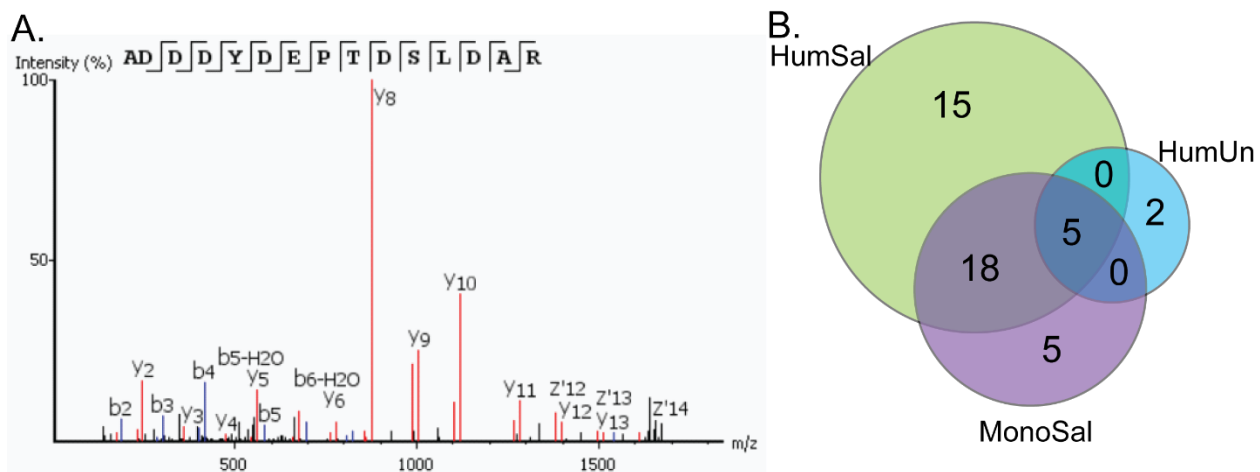 A.
Intensity (%)
AD D D Y D E P T D S L D A R
100
50
y8
y10
y9
y2
b4
b5-H2O
y5
b6-H2O
y6
b2
b3
y3
y4
b5
y11
z'12
y12
z'13
y13
z'14
500
1000
1500
m/z
B.
HumSal
15
HumUn
0
2
5
18
0
5
MonoSal